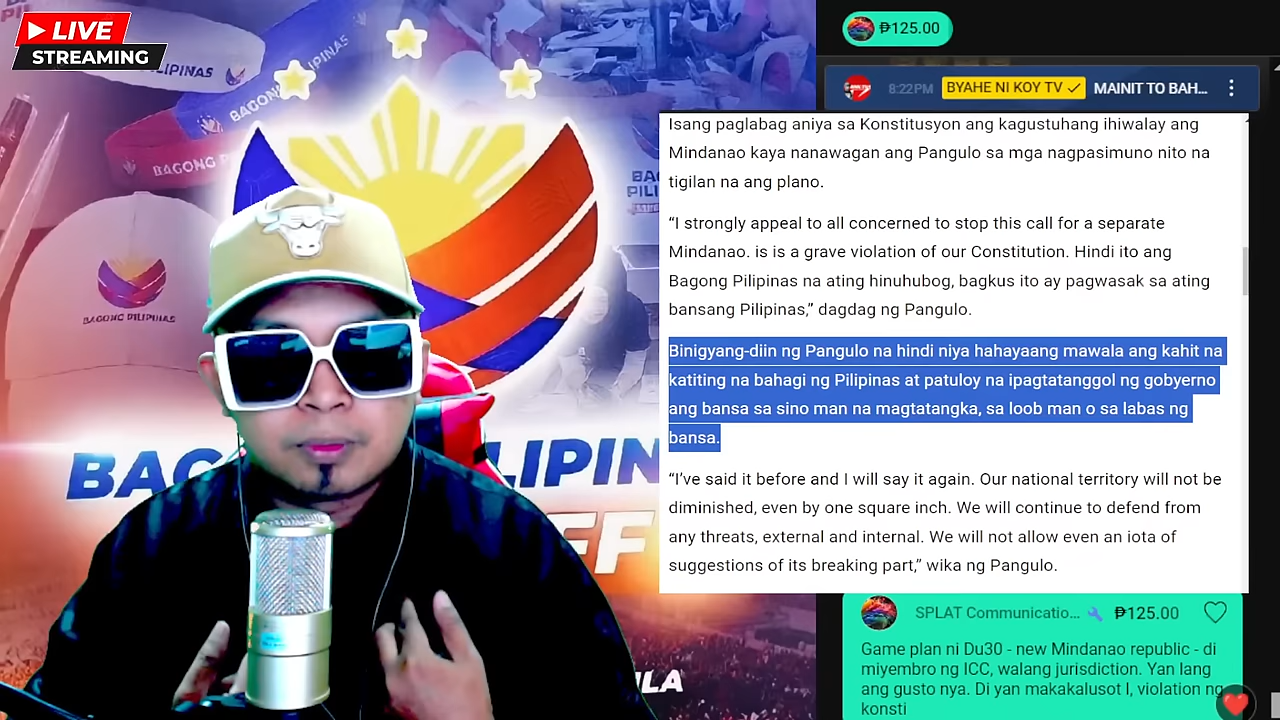 LIVE
STREAMING
PILIPINAS
BAGONG PILIPINAS
BAGONG
BAGONG PILIPINAS
₱125.00
8:22PM BYAHE NI KOY TV MAINIT TO BAH...
Isang paglabag aniya sa Konstitusyon ang kagustuhang ihiwalay ang
Mindanao kaya nanawagan ang Pangulo sa mga nagpasimuno nito na
tigilan na ang plano.
“I strongly appeal to all concerned to stop this call for a separate
Mindanao. is is a grave violation of our Constitution. Hindi ito ang
Bagong Pilipinas na ating hinuhubog, bagkus ito ay pagwasak sa ating
bansang Pilipinas,” dagdag ng Pangulo.
Binigyang-diin ng Pangulo na hindi niya hahayaang mawala ang kahit na
katiting na bahagi ng Pilipinas at patuloy na ipagtatanggol ng gobyerno
ang bansa sa sino man na magtatangka, sa loob man o sa labas ng
bansa.
“I’ve said it before and I will say it again. Our national territory will not be
diminished, even by one square inch. We will continue to defend from
any threats, external and internal. We will not allow even an iota of
suggestions of its breaking part,” wika ng Pangulo.
SPLAT Communicatio... ₱125.00
Game plan ni Du30 - new Mindanao republic - di
miyembro ng ICC, walang jurisdiction. Yan lang
ang gusto nya. Di yan makakalusot I, violation ng
konsti